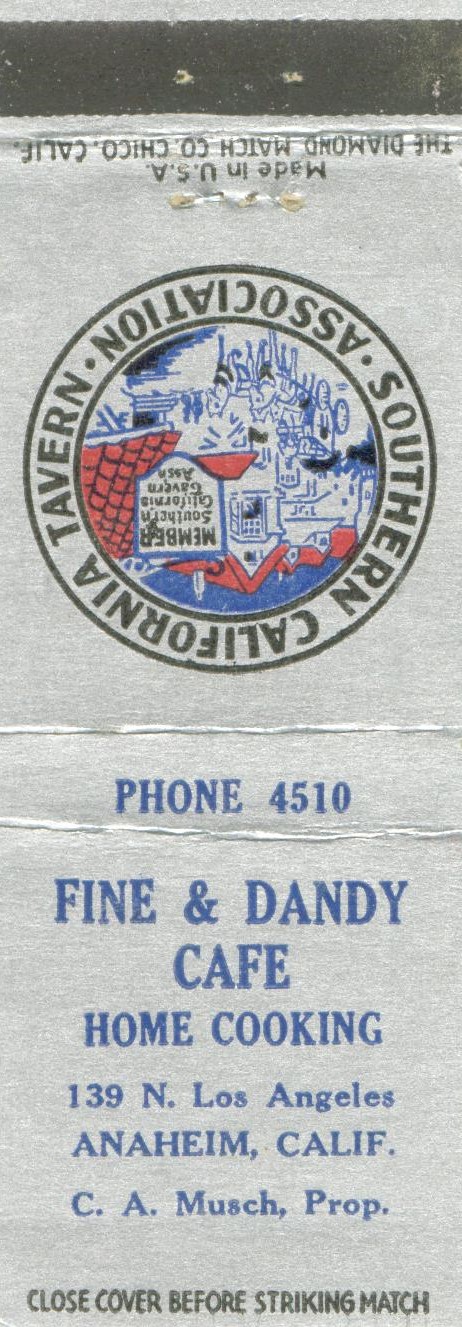 THE DIAMOND MATCH CO. CHICO. CALIF.
Made in U.S.A.
SOUTHERN CALIFORNIA TAVERN · ASSOCIATION ·
MEMBER
Southern
California
Tavern
Assn
PHONE 4510
FINE & DANDY
CAFE
HOME COOKING
139 N. Los Angeles
ANAHEIM, CALIF.
C. A. Musch, Prop.
CLOSE COVER BEFORE STRIKING MATCH